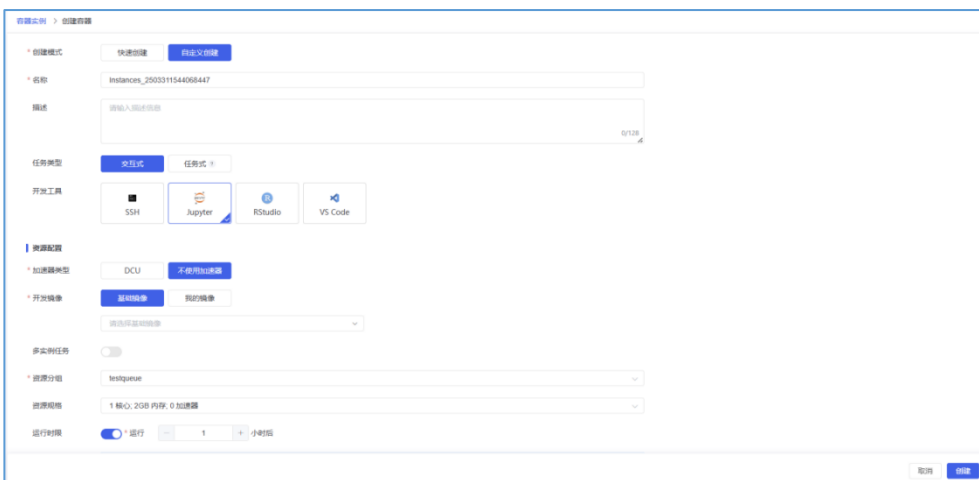 容器实例 > 创建容器
* 创建模式 快速创建 自定义创建
* 名称 Instances_2503311544068447
描述 请输入描述信息
0/128
任务类型 交互式 任务式
开发工具
SSH Jupyter RStudio VS Code
资源配置
* 加速器类型 DCU 不使用加速器
* 开发镜像 基础镜像 我的镜像
请选择基础镜像
多实例任务
* 资源分组 testqueue
资源规格 1 核心; 2GB 内存; 0 加速器
运行时限 * 运行 - 1 + 小时后
取消 创建